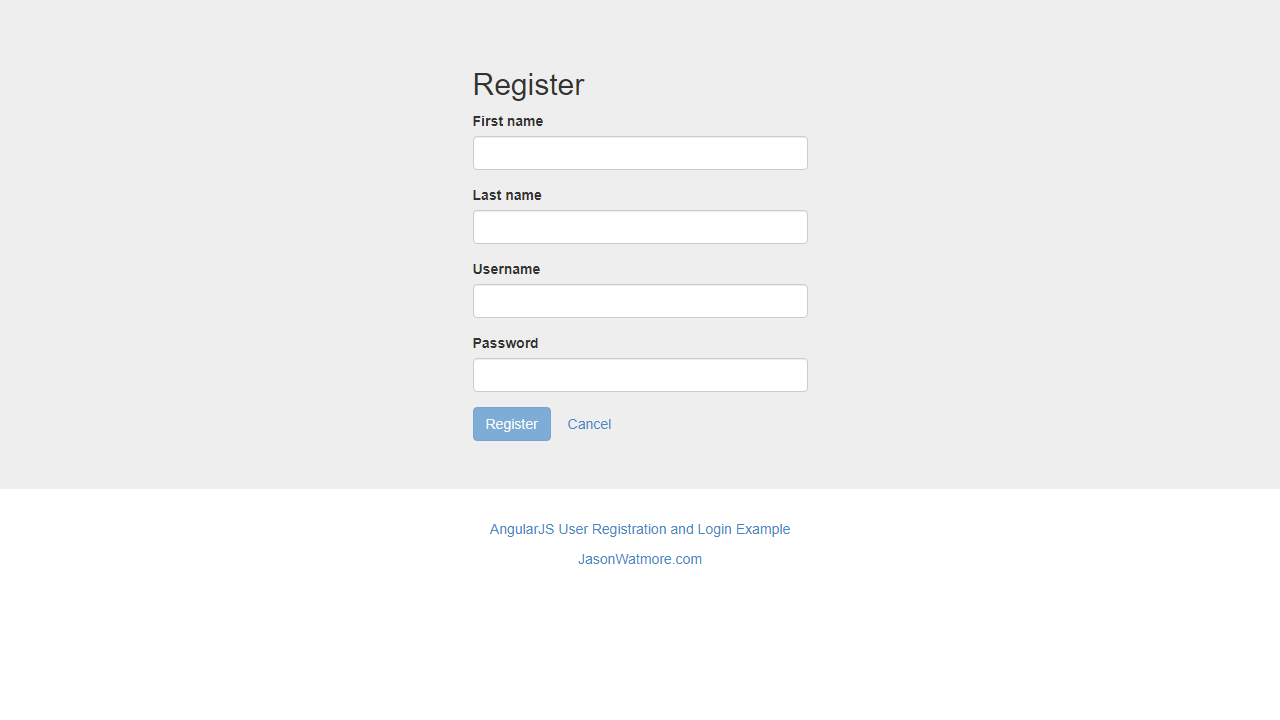 Register
First name
Last name
Username
Password
Register Cancel
AngularJS User Registration and Login Example
JasonWatmore.com